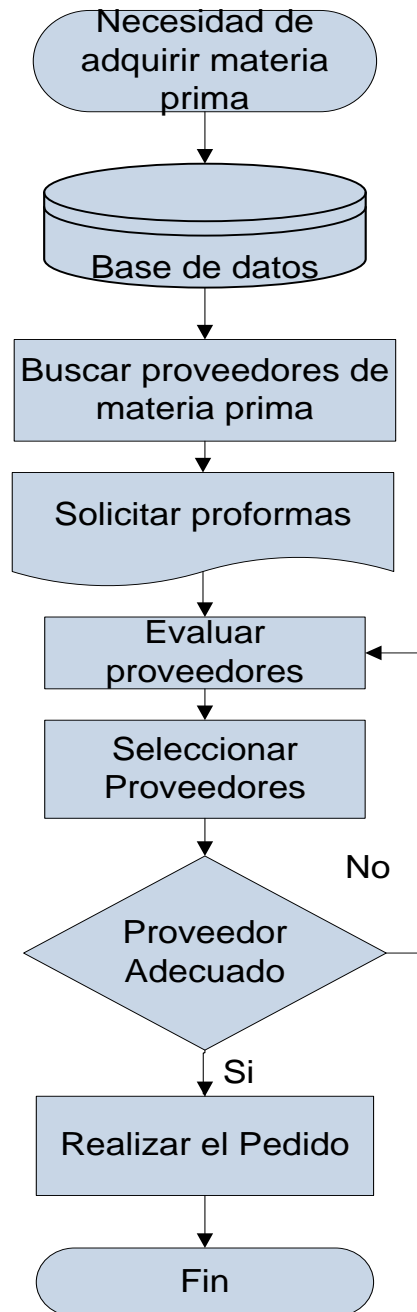 Necesidad de
adquirir materia
prima
Base de datos
Buscar proveedores de
materia prima
Solicitar proformas
Evaluar
proveedores
Seleccionar
Proveedores
No
Proveedor
Adecuado
Si
Realizar el Pedido
Fin